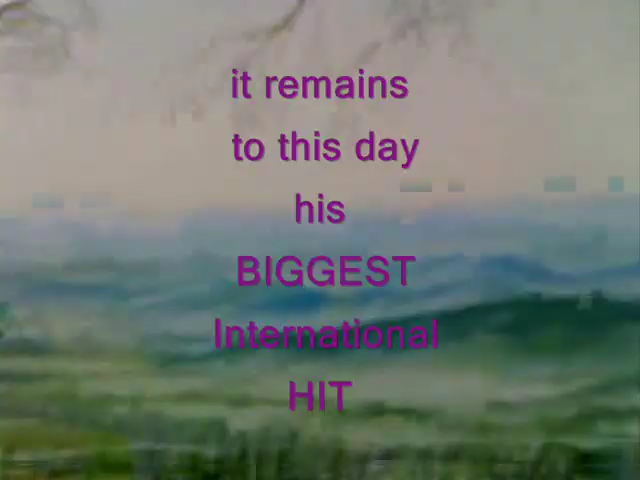 it remains
to this day
his
BIGGEST
International
HIT